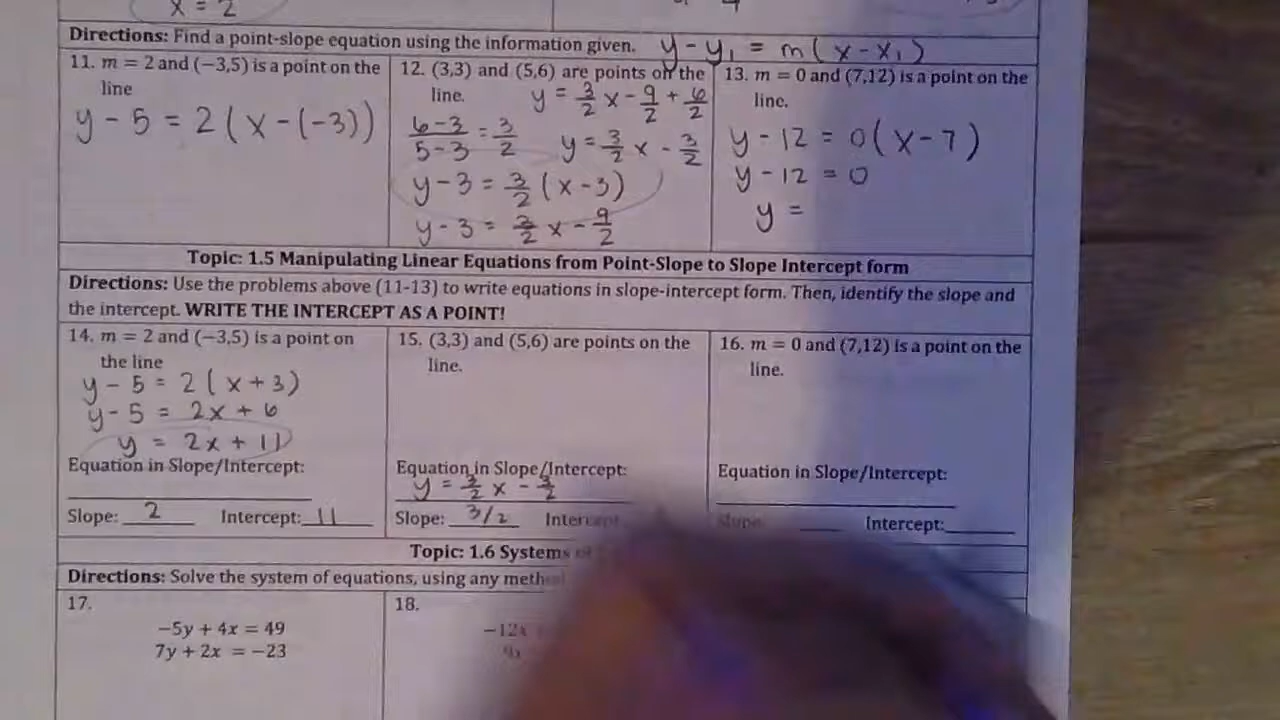 x = 2
Directions: Find a point-slope equation using the information given. y - y₁ = m(x - x₁)
11. m = 2 and (−3,5) is a point on the
line
y - 5 = 2(x - (-3))
12. (3,3) and (5,6) are points on the
line.
y = 3/2 x - 9/2 + 6/2
6-3/5-3 = 3/2
y = 3/2 x - 3/2
y - 3 = 3/2 (x - 3)
y - 3 = 3/2 x - 9/2
13. m = 0 and (7,12) is a point on the
line.
y - 12 = 0(x - 7)
y - 12 = 0
y =
Topic: 1.5 Manipulating Linear Equations from Point-Slope to Slope Intercept form
Directions: Use the problems above (11-13) to write equations in slope-intercept form. Then, identify the slope and
the intercept. WRITE THE INTERCEPT AS A POINT!
14. m = 2 and (−3,5) is a point on
the line
y - 5 = 2(x + 3)
y - 5 = 2x + 6
y = 2x + 11
Equation in Slope/Intercept:
Slope: 2 Intercept: 11
15. (3,3) and (5,6) are points on the
line.
Equation in Slope/Intercept:
y = 3/2 x - 3/2
Slope: 3/2 Intercept
16. m = 0 and (7,12) is a point on the
line.
Equation in Slope/Intercept:
Slope: Intercept:
Topic: 1.6 Systems of
Directions: Solve the system of equations, using any method
17.
−5y + 4x = 49
7y + 2x = −23
18.
−12x